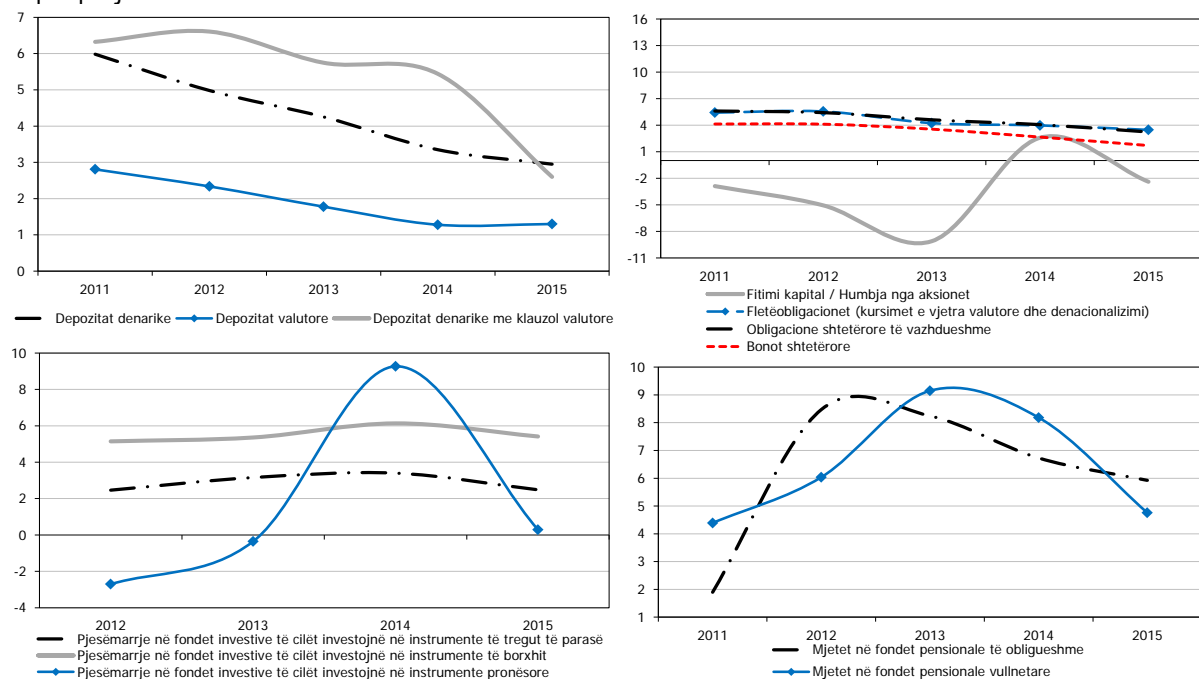 7
6
5
4
3
2
1
0
2011 2012 2013 2014 2015
Depozitat denarike Depozitat valutore Depozitat denarike me klauzol valutore
16
13
10
7
4
1
-2
-5
-8
-11
2011 2012 2013 2014 2015
Fitimi kapital / Humbja nga aksionet
Fletëobligacionet (kursimet e vjetra valutore dhe denacionalizimi)
Obligacione shtetërore të vazhdueshme
Bonot shtetërore
10
8
6
4
2
0
-2
-4
2012 2013 2014 2015
Pjesëmarrje në fondet investive të cilët investojnë në instrumente të tregut të parasë
Pjesëmarrje në fondet investive të cilët investojnë në instrumente të borxhit
Pjesëmarrje në fondet investive të cilët investojnë në instrumente pronësore
10
9
8
7
6
5
4
3
2
1
2011 2012 2013 2014 2015
Mjetet në fondet pensionale të obligueshme
Mjetet në fondet pensionale vullnetare